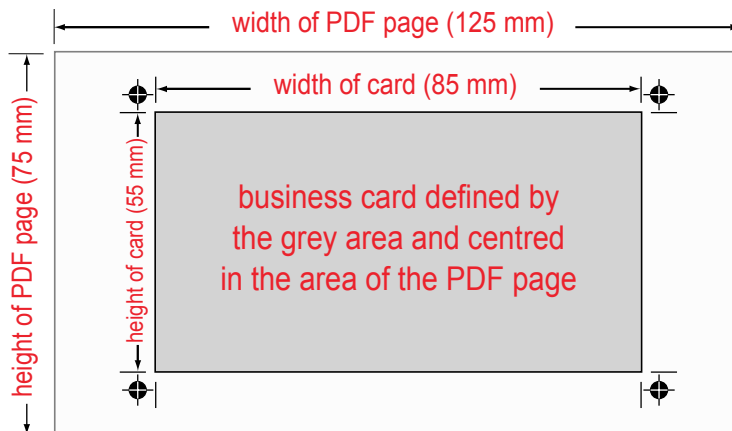 width of PDF page (125 mm)
width of card (85 mm)
height of PDF page (75 mm)
height of card (55 mm)
business card defined by
the grey area and centred
in the area of the PDF page